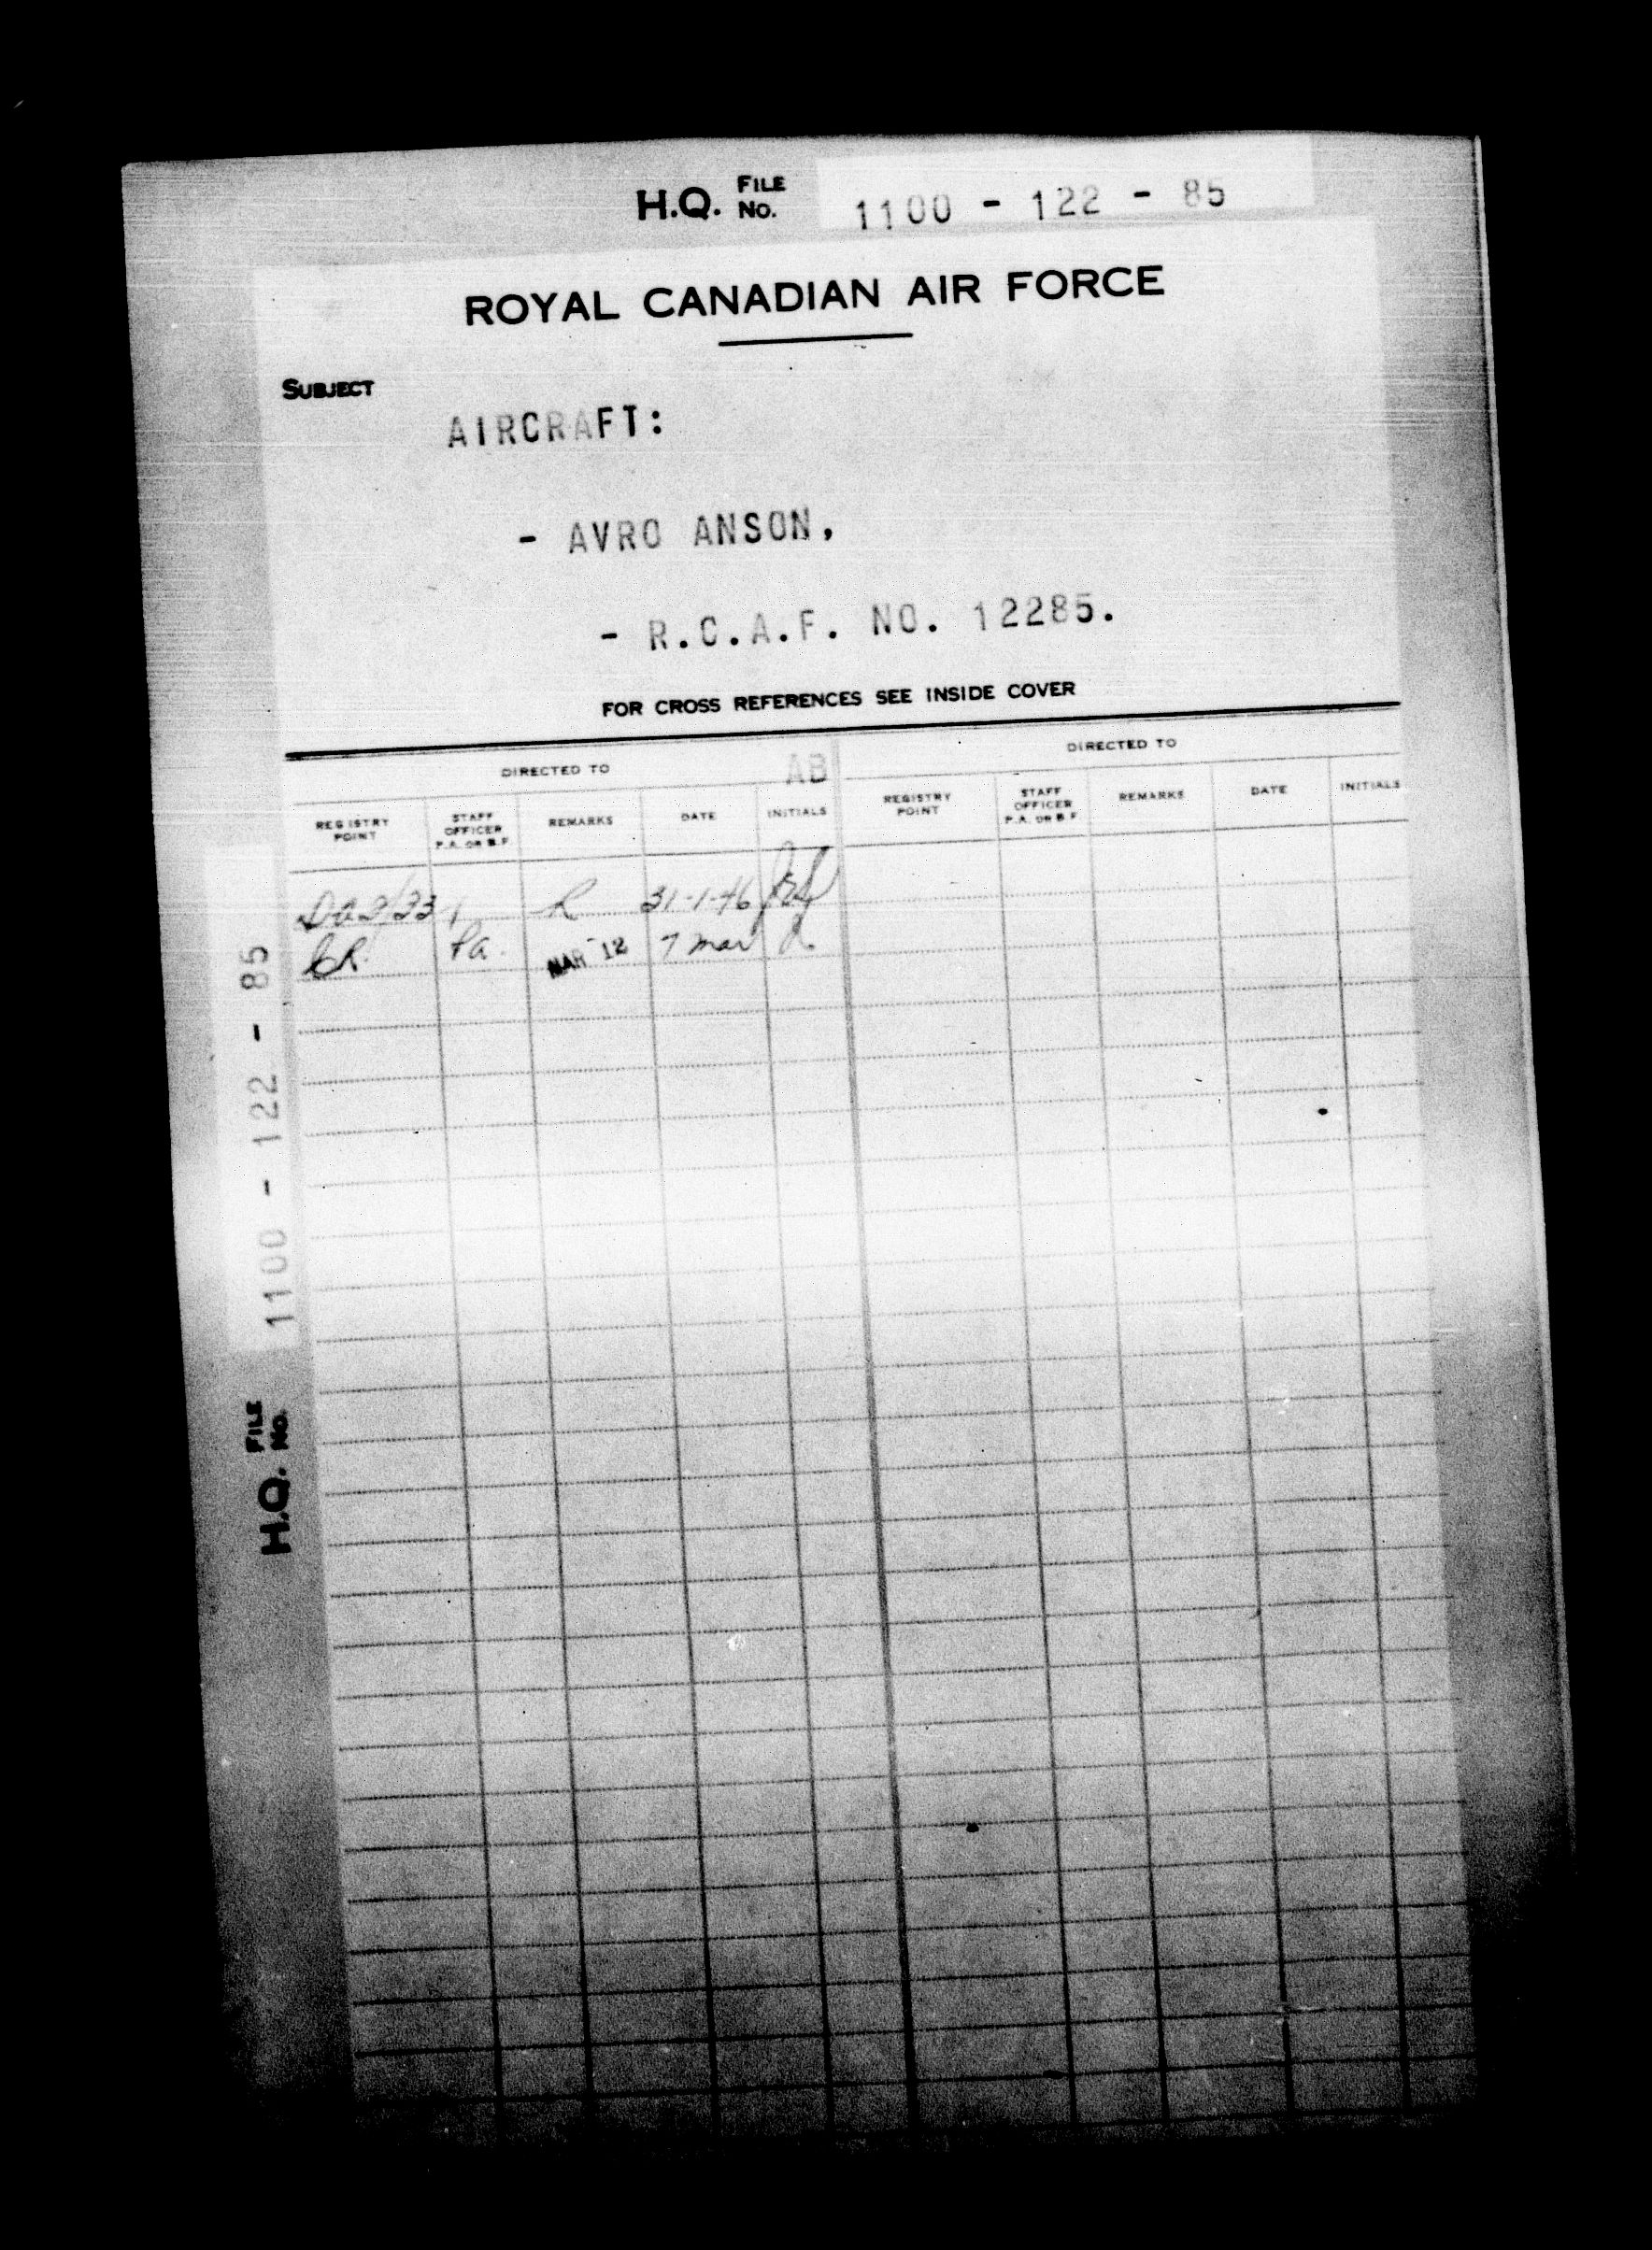 H.Q. FILE No. 1100 - 122 - 85
ROYAL CANADIAN AIR FORCE
SUBJECT
AIRCRAFT:
- AVRO ANSON,
- R.C.A.F. NO. 12285.
FOR CROSS REFERENCES SEE INSIDE COVER
DIRECTED TO AB DIRECTED TO
REGISTRY POINT STAFF OFFICER P.A. OR B.F REMARKS DATE INITIALS REGISTRY POINT STAFF OFFICER P.A. OR B.F REMARKS DATE INITIALS
31-1-46
CR. Pa. MAR 12 7 Mar
H.Q. FILE No. 1100 - 122 - 85